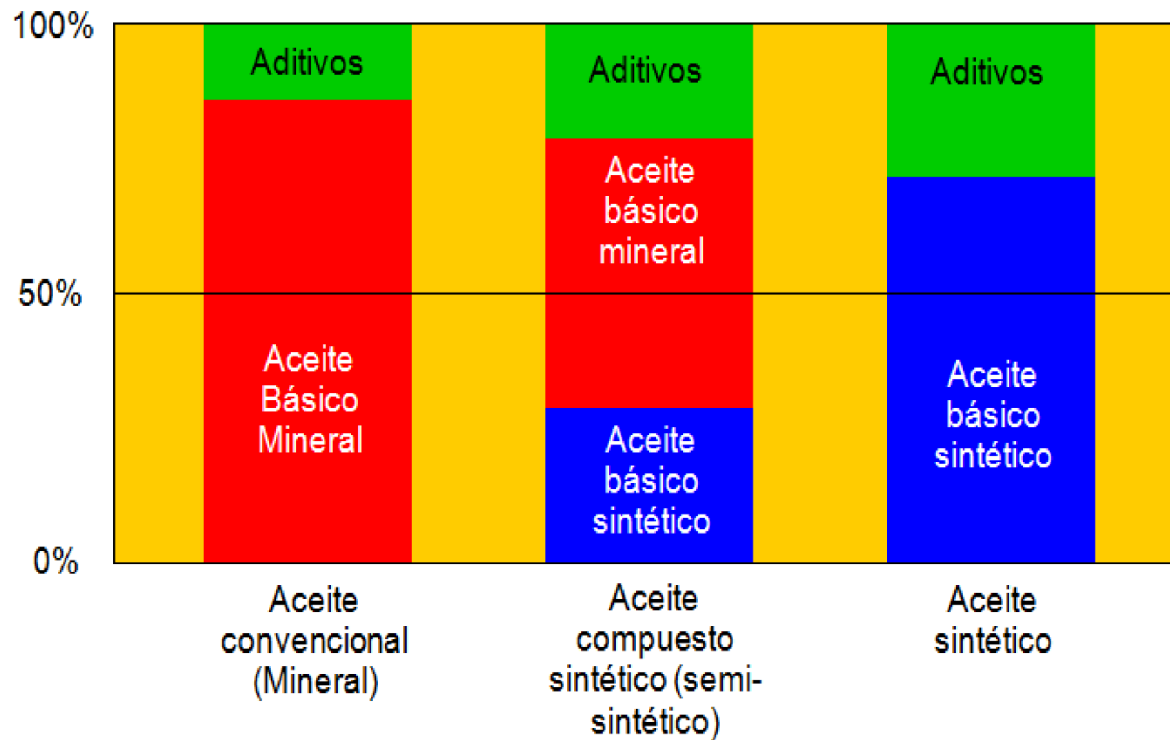 100%
50%
0%
Aditivos
Aceite
Básico
Mineral
Aditivos
Aceite
básico
mineral
Aceite
básico
sintético
Aditivos
Aceite
básico
sintético
Aceite
convencional
(Mineral)
Aceite
compuesto
sintético (semi-
sintético)
Aceite
sintético